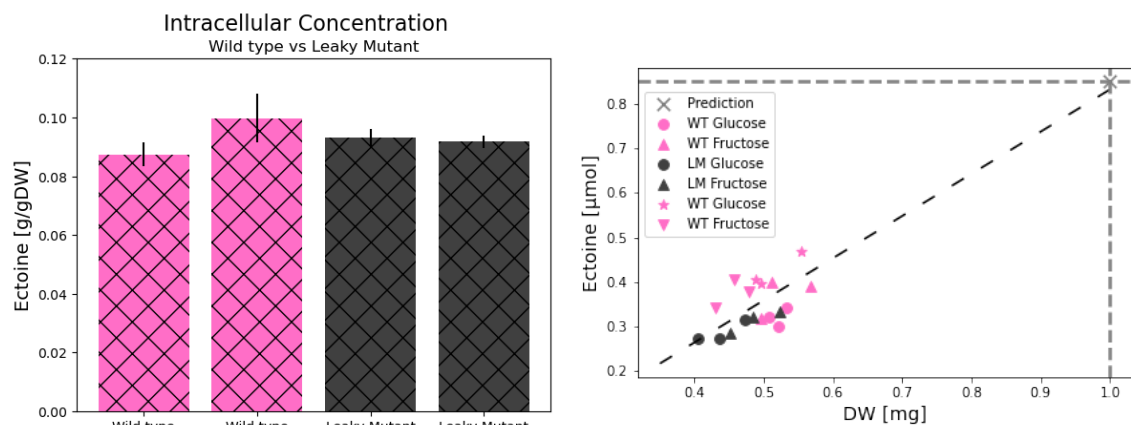 Intracellular Concentration
Wild type vs Leaky Mutant
Ectoine [g/gDW]
0.12
0.10
0.08
0.06
0.04
0.02
0.00
Wild type
Wild type
Leaky Mutant
Leaky Mutant
Ectoine [µmol]
0.8
0.7
0.6
0.5
0.4
0.3
0.2
Prediction
WT Glucose
WT Fructose
LM Glucose
LM Fructose
WT Glucose
WT Fructose
0.4
0.5
0.6
0.7
0.8
0.9
1.0
DW [mg]